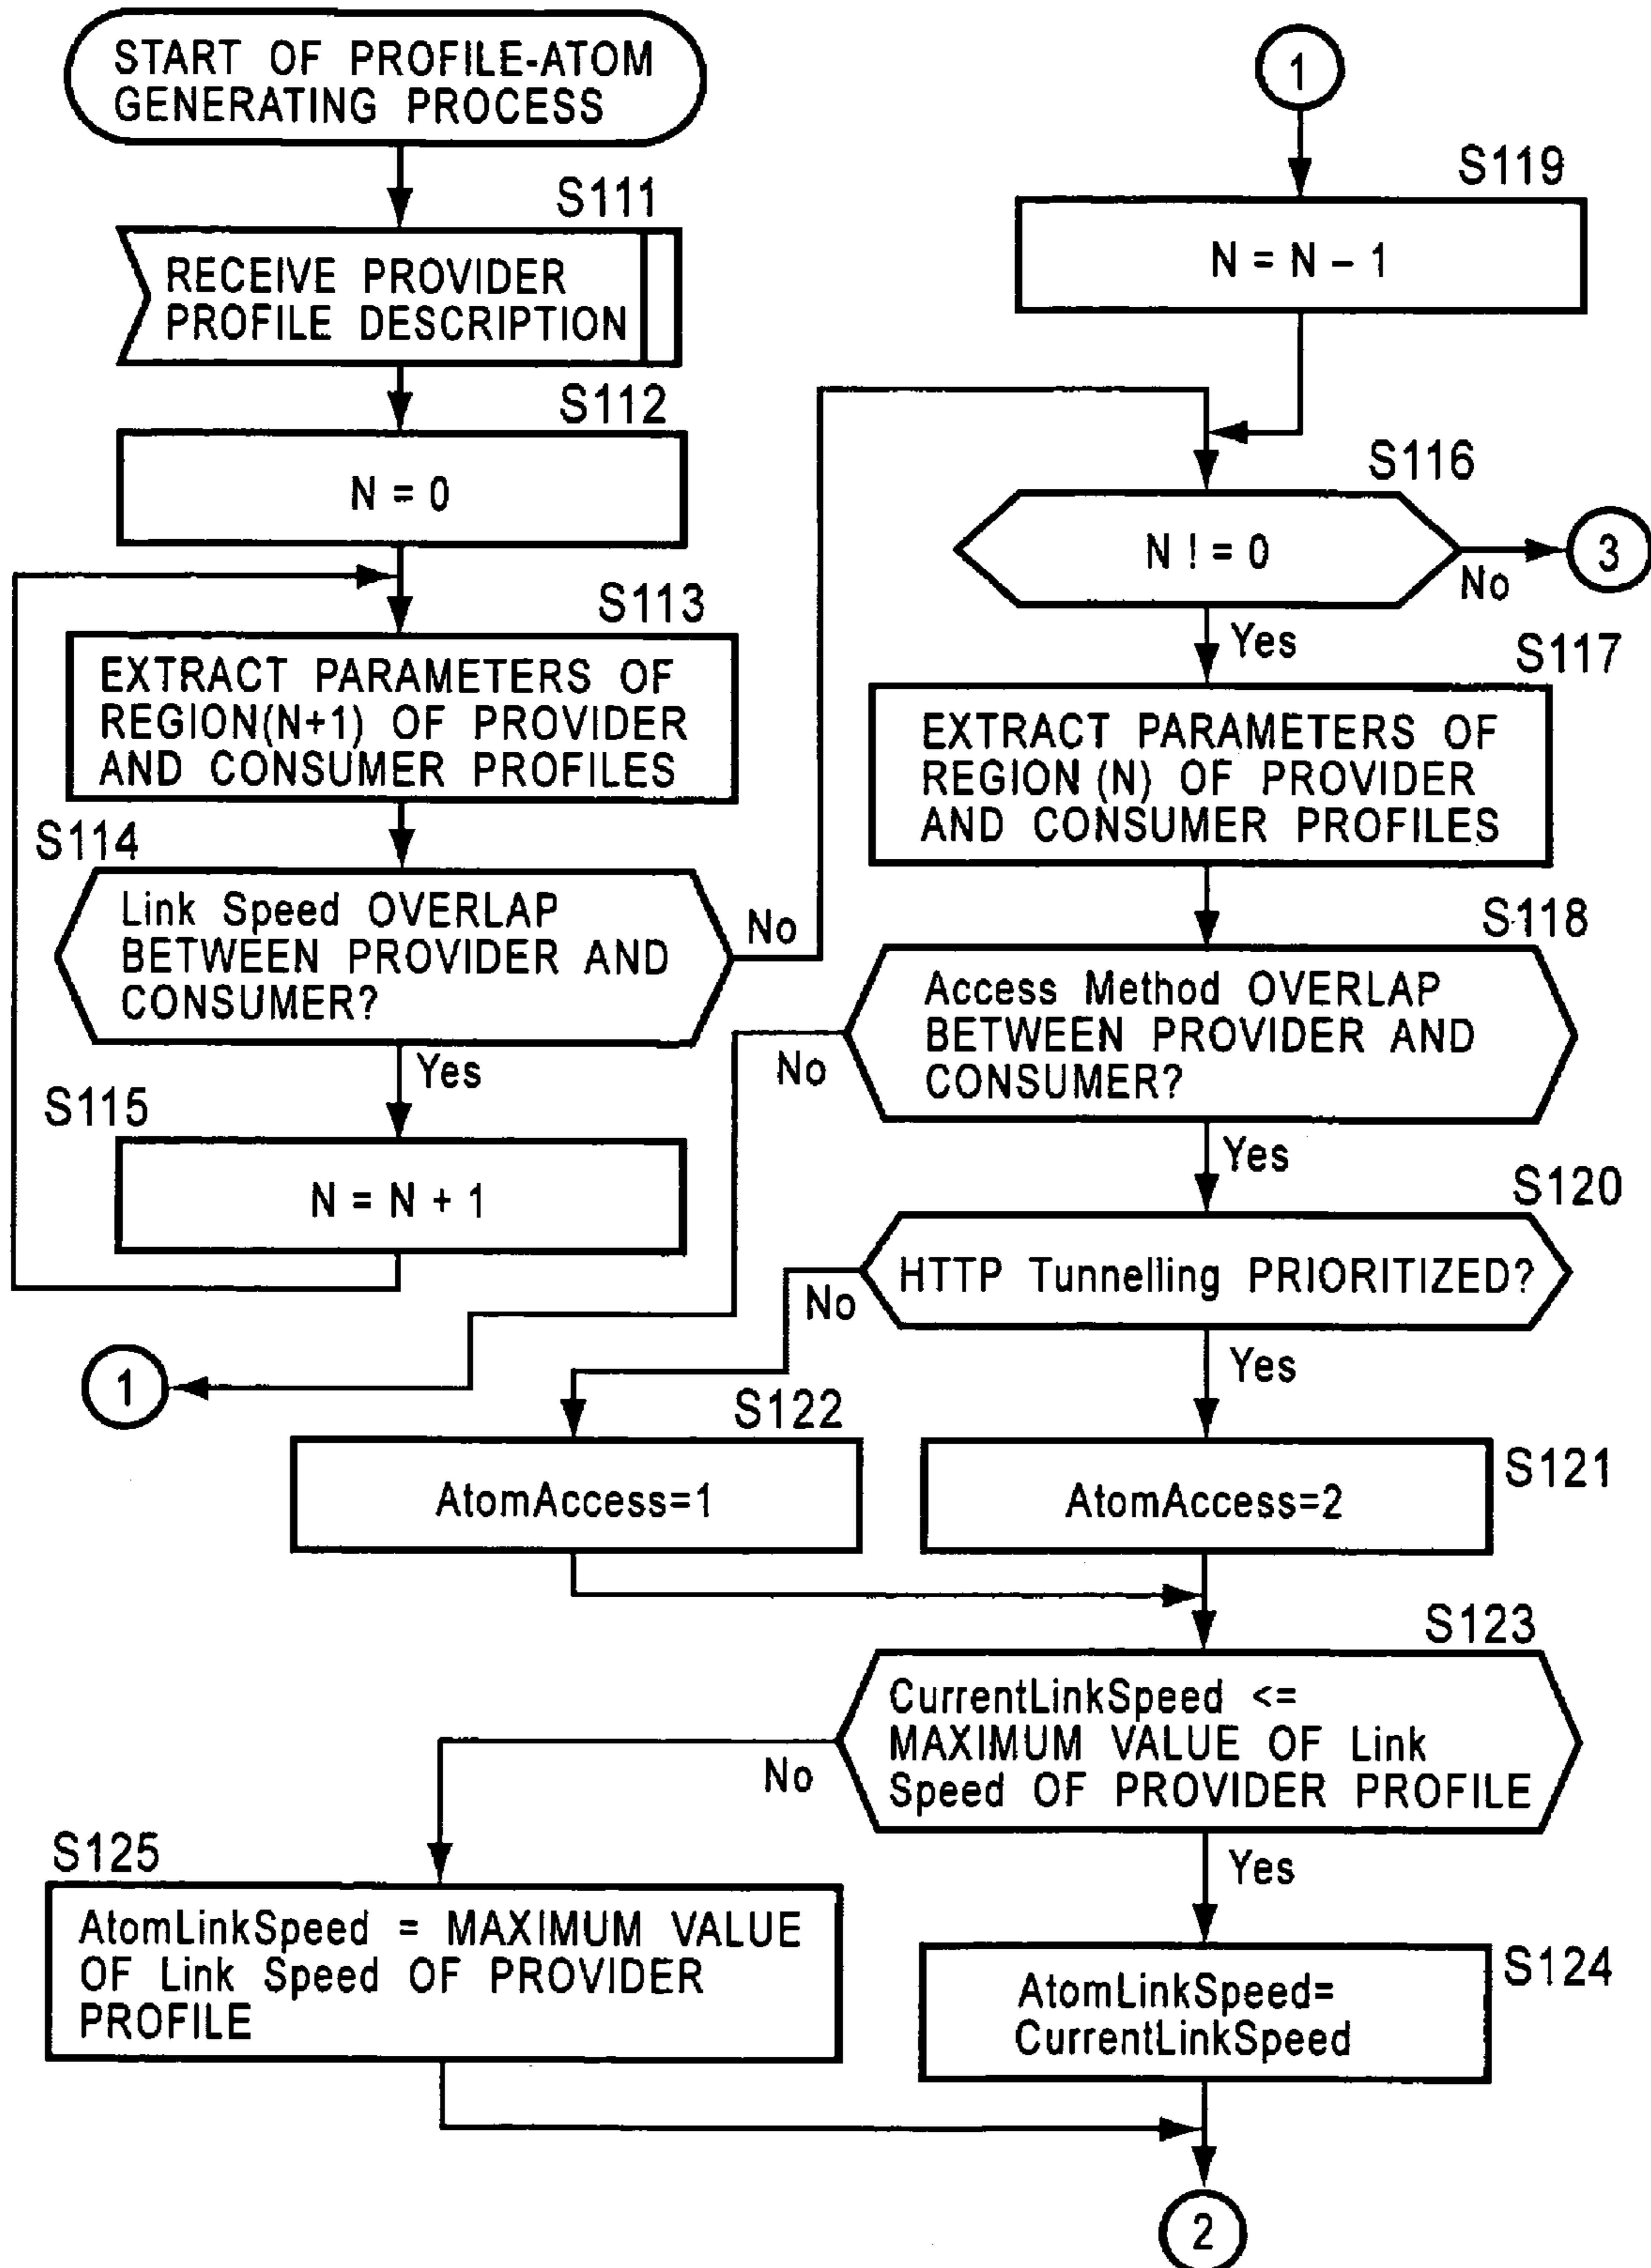 START OF PROFILE-ATOM
GENERATING PROCESS
S111
RECEIVE PROVIDER
PROFILE DESCRIPTION
S112
N = 0
S113
EXTRACT PARAMETERS OF
REGION(N+1) OF PROVIDER
AND CONSUMER PROFILES
S114
Link Speed OVERLAP
BETWEEN PROVIDER AND
CONSUMER?
No
Yes
S115
N = N + 1
1
1
S119
N = N – 1
S116
N ! = 0
No
3
Yes
S117
EXTRACT PARAMETERS OF
REGION (N) OF PROVIDER
AND CONSUMER PROFILES
S118
Access Method OVERLAP
BETWEEN PROVIDER AND
CONSUMER?
No
Yes
S120
HTTP Tunnelling PRIORITIZED?
No
Yes
S122
AtomAccess=1
S121
AtomAccess=2
S123
CurrentLinkSpeed <=
MAXIMUM VALUE OF Link
Speed OF PROVIDER PROFILE
No
Yes
S125
AtomLinkSpeed = MAXIMUM VALUE
OF Link Speed OF PROVIDER
PROFILE
S124
AtomLinkSpeed=
CurrentLinkSpeed
2